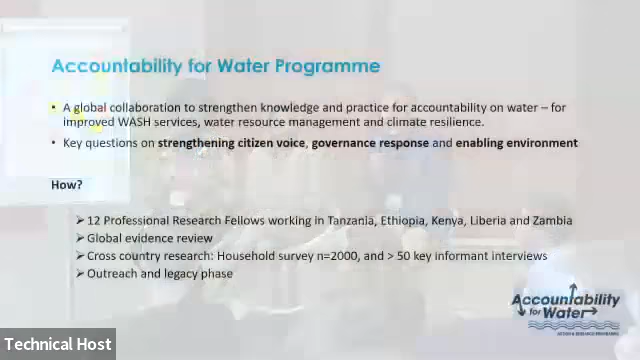 Accountability for Water Programme
• A global collaboration to strengthen knowledge and practice for accountability on water – for
improved WASH services, water resource management and climate resilience.
• Key questions on strengthening citizen voice, governance response and enabling environment
How?
➢ 12 Professional Research Fellows working in Tanzania, Ethiopia, Kenya, Liberia and Zambia
➢ Global evidence review
➢ Cross country research: Household survey n=2000, and > 50 key informant interviews
➢ Outreach and legacy phase
Accountability
for Water
ACTION & RESEARCH PROGRAMME
Technical Host